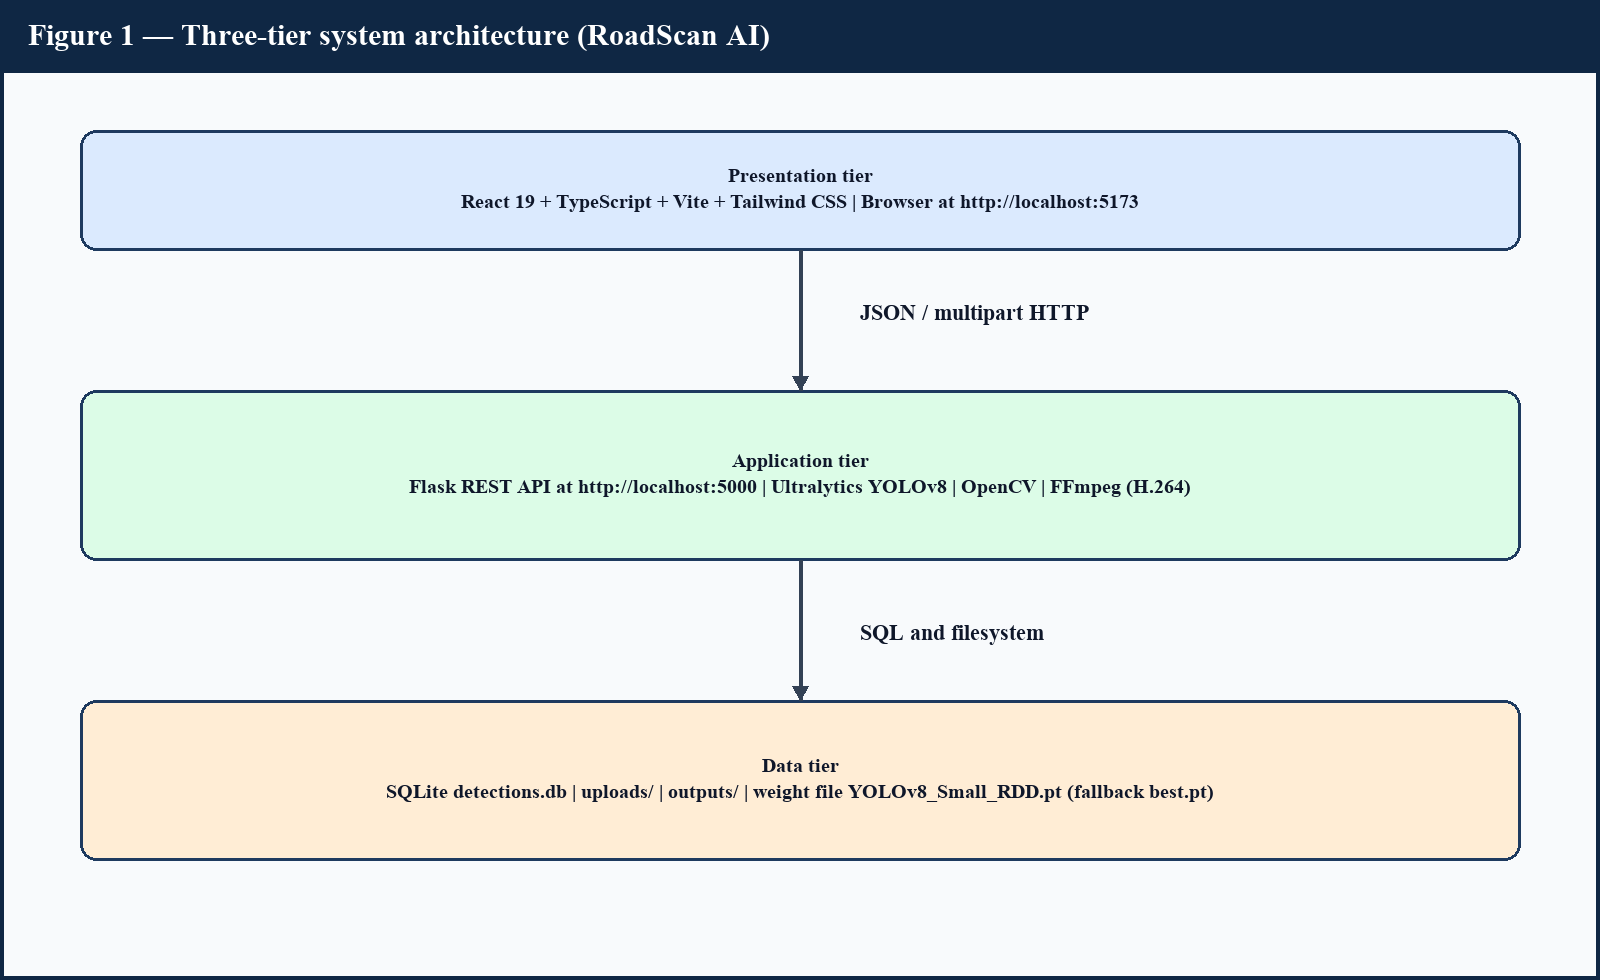 Figure 1 — Three-tier system architecture (RoadScan AI)
Presentation tier
React 19 + TypeScript + Vite + Tailwind CSS | Browser at http://localhost:5173
JSON / multipart HTTP
Application tier
Flask REST API at http://localhost:5000 | Ultralytics YOLOv8 | OpenCV | FFmpeg (H.264)
SQL and filesystem
Data tier
SQLite detections.db | uploads/ | outputs/ | weight file YOLOv8_Small_RDD.pt (fallback best.pt)